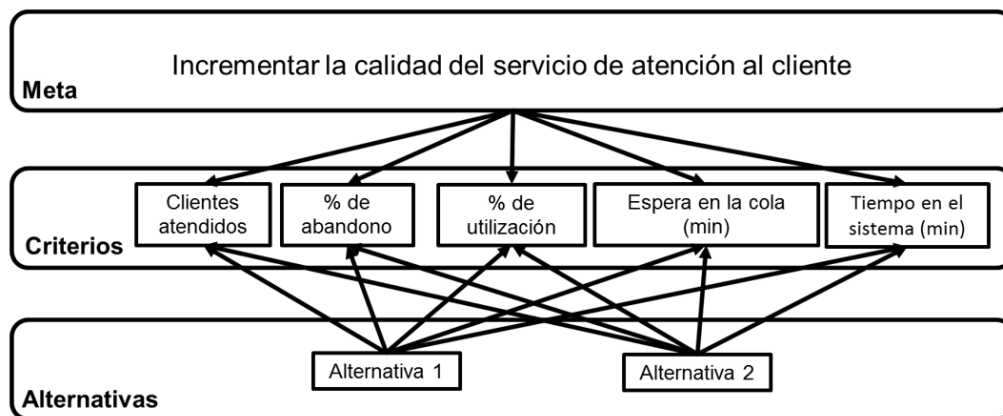 Incrementar la calidad del servicio de atención al cliente
Meta
Clientes
atendidos
% de
abandono
% de
utilización
Espera en la cola
(min)
Tiempo en el
sistema (min)
Criterios
Alternativa 1
Alternativa 2
Alternativas